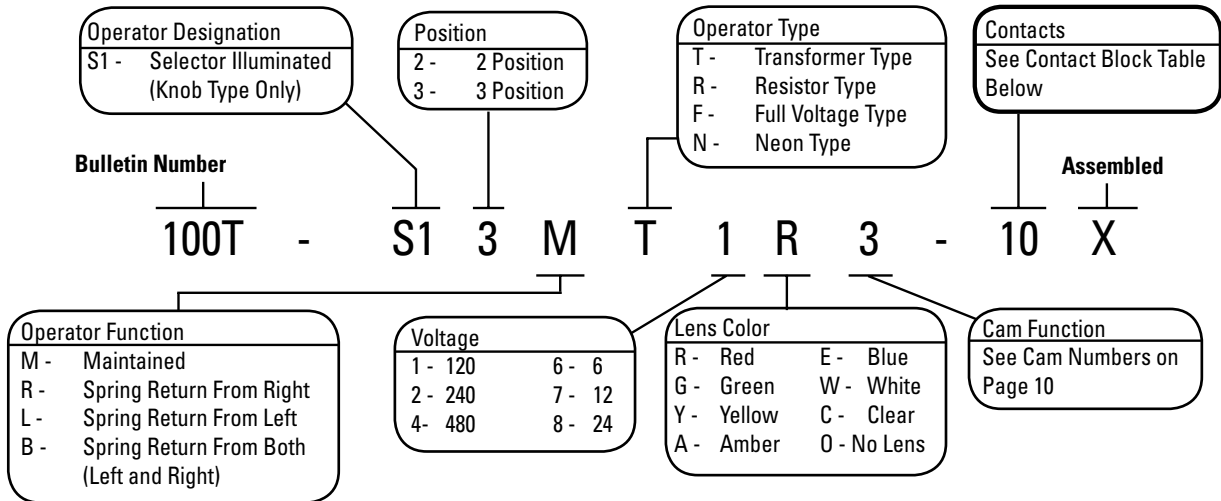 Operator Designation
S1 - Selector Illuminated
(Knob Type Only)
Position
2 - 2 Position
3 - 3 Position
Operator Type
T - Transformer Type
R - Resistor Type
F - Full Voltage Type
N - Neon Type
Contacts
See Contact Block Table
Below
Bulletin Number
Assembled
100T - S1 3 M T 1 R 3 - 10 X
Operator Function
M - Maintained
R - Spring Return From Right
L - Spring Return From Left
B - Spring Return From Both
(Left and Right)
Voltage
1 - 120 6 - 6
2 - 240 7 - 12
4- 480 8 - 24
Lens Color
R - Red E - Blue
G - Green W - White
Y - Yellow C - Clear
A - Amber O - No Lens
Cam Function
See Cam Numbers on
Page 10